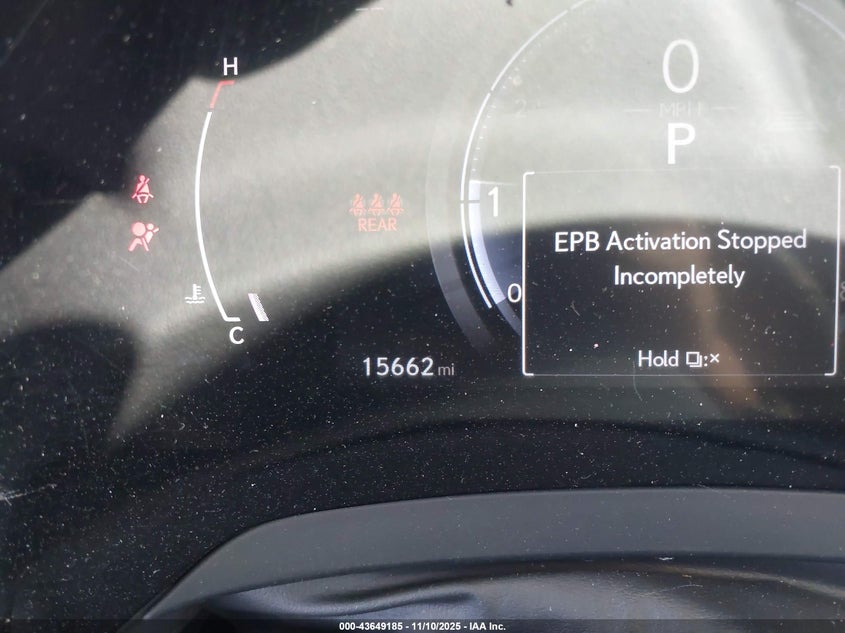 H
0
MPH
P
2
1
REAR
EPB Activation Stopped
Incompletely
0
C
Hold :×
15662 mi
000-43649185 - 11/10/2025 - IAA Inc.